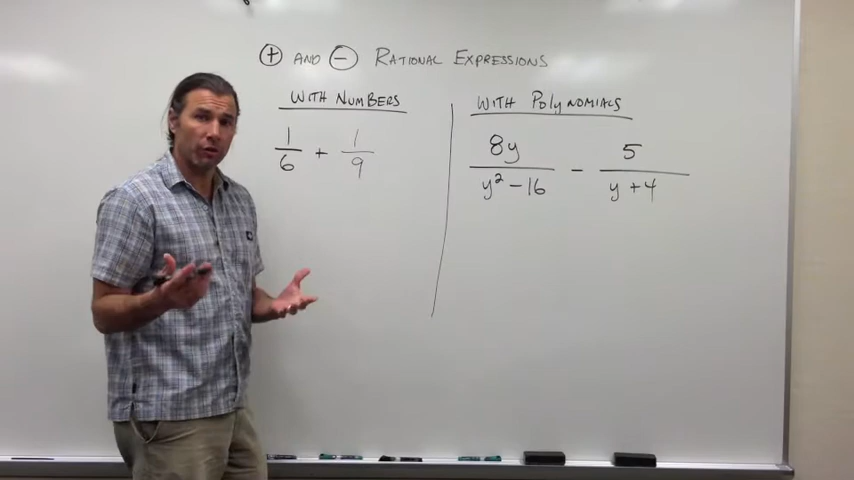 ⊕ AND ⊖ RATIONAL EXPRESSIONS
WITH NUMBERS
1/6 + 1/9
WITH POLYNOMIALS
8y/(y² - 16) - 5/(y + 4)